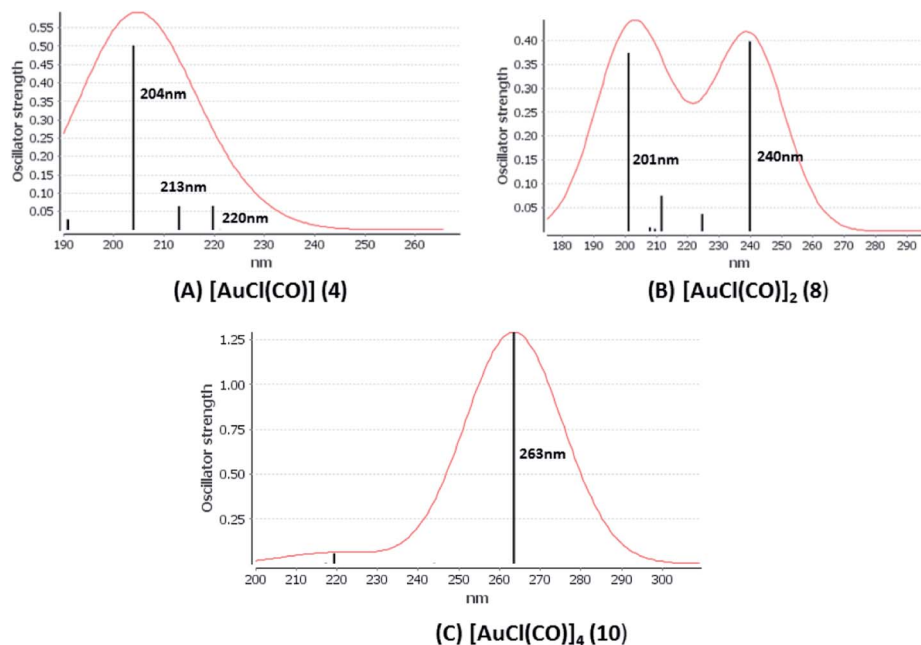 Oscillator strength
0.55
0.50
0.45
0.40
0.35
0.30
0.25
0.20
0.15
0.10
0.05
204nm
213nm
220nm
190 200 210 220 230 240 250 260
nm
(A) [AuCl(CO)] (4)
Oscillator strength
0.40
0.35
0.30
0.25
0.20
0.15
0.10
0.05
201nm
240nm
180 190 200 210 220 230 240 250 260 270 280 290
nm
(B) [AuCl(CO)]₂ (8)
Oscillator strength
1.25
1.00
0.75
0.50
0.25
263nm
200 210 220 230 240 250 260 270 280 290 300
nm
(C) [AuCl(CO)]₄ (10)